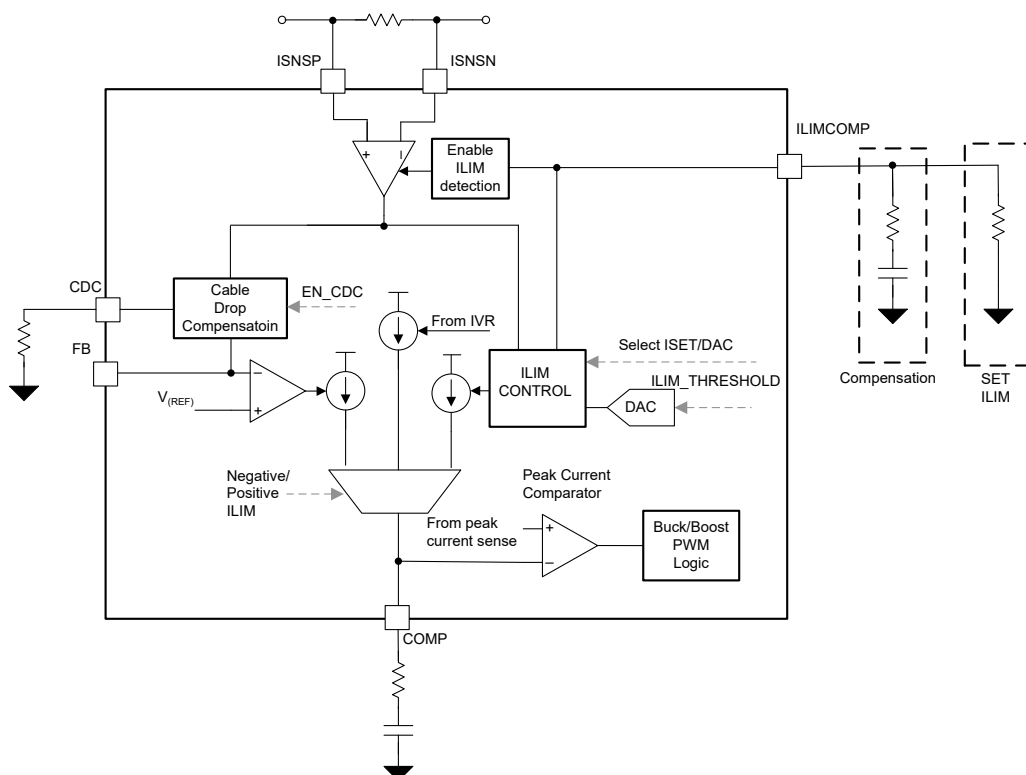 ISNSP
ISNSN
ILIMCOMP
+
−
Enable
ILIM
detection
CDC
Cable
Drop
Compensatoin
EN_CDC
From IVR
FB
Select ISET/DAC
ILIM
CONTROL
ILIM_THRESHOLD
DAC
Compensation
SET
ILIM
−
V(REF)
+
Negative/
Positive
ILIM
Peak Current
Comparator
From peak
current sense
+
−
Buck/Boost
PWM
Logic
COMP